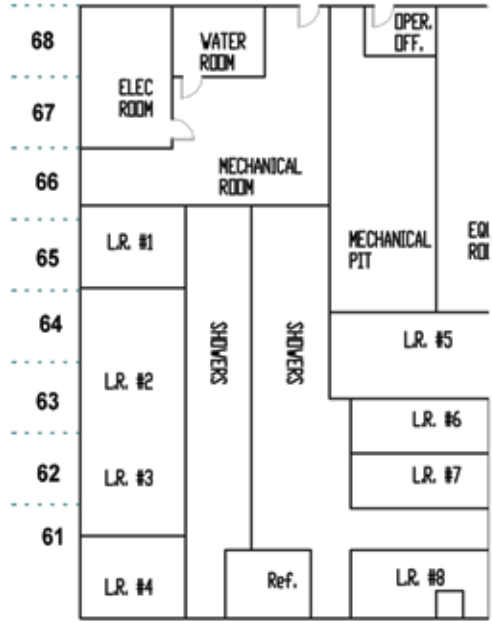 68
67
66
65
64
63
62
61
WATER
ROOM
OPER.
OFF.
ELEC
ROOM
MECHANICAL
ROOM
MECHANICAL
PIT
L.R. #1
L.R. #2
L.R. #3
L.R. #4
SHOWERS
SHOWERS
L.R. #5
L.R. #6
L.R. #7
L.R. #8
Ref.